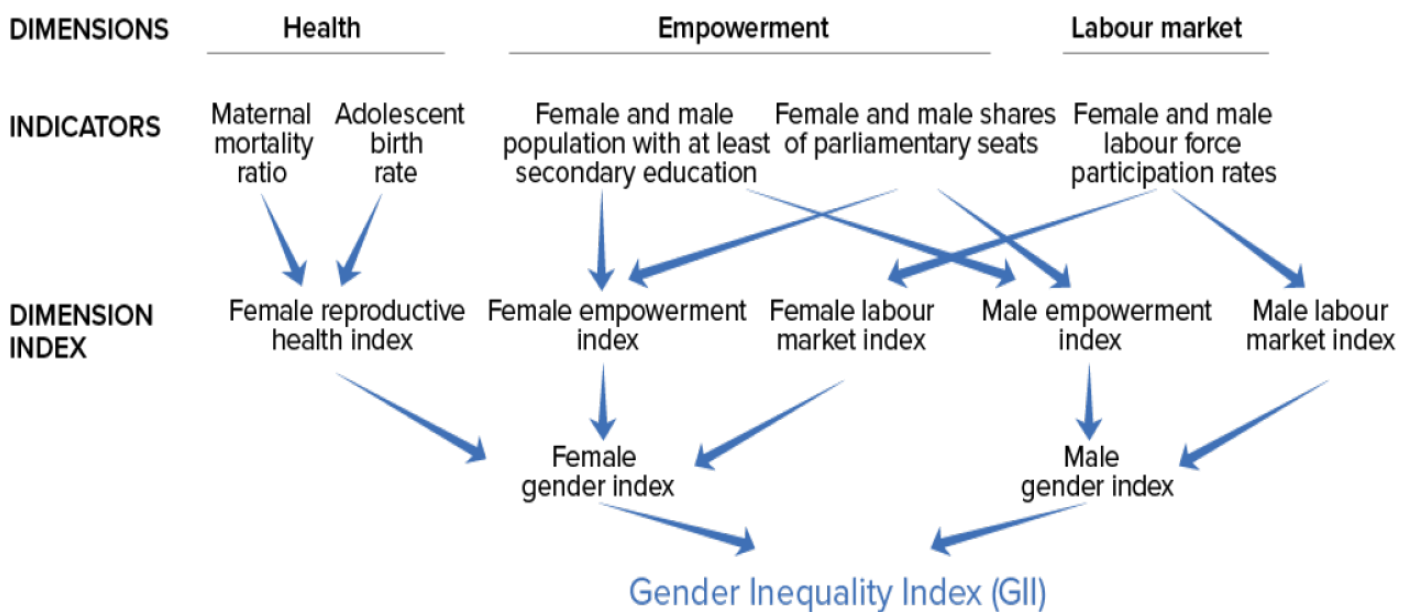 DIMENSIONS Health Empowerment Labour market
INDICATORS
Maternal
mortality
ratio
Adolescent
birth
rate
Female and male
population with at least
secondary education
Female and male shares
of parliamentary seats
Female and male
labour force
participation rates
DIMENSION
INDEX
Female reproductive
health index
Female empowerment
index
Female labour
market index
Male empowerment
index
Male labour
market index
Female
gender index
Male
gender index
Gender Inequality Index (GII)